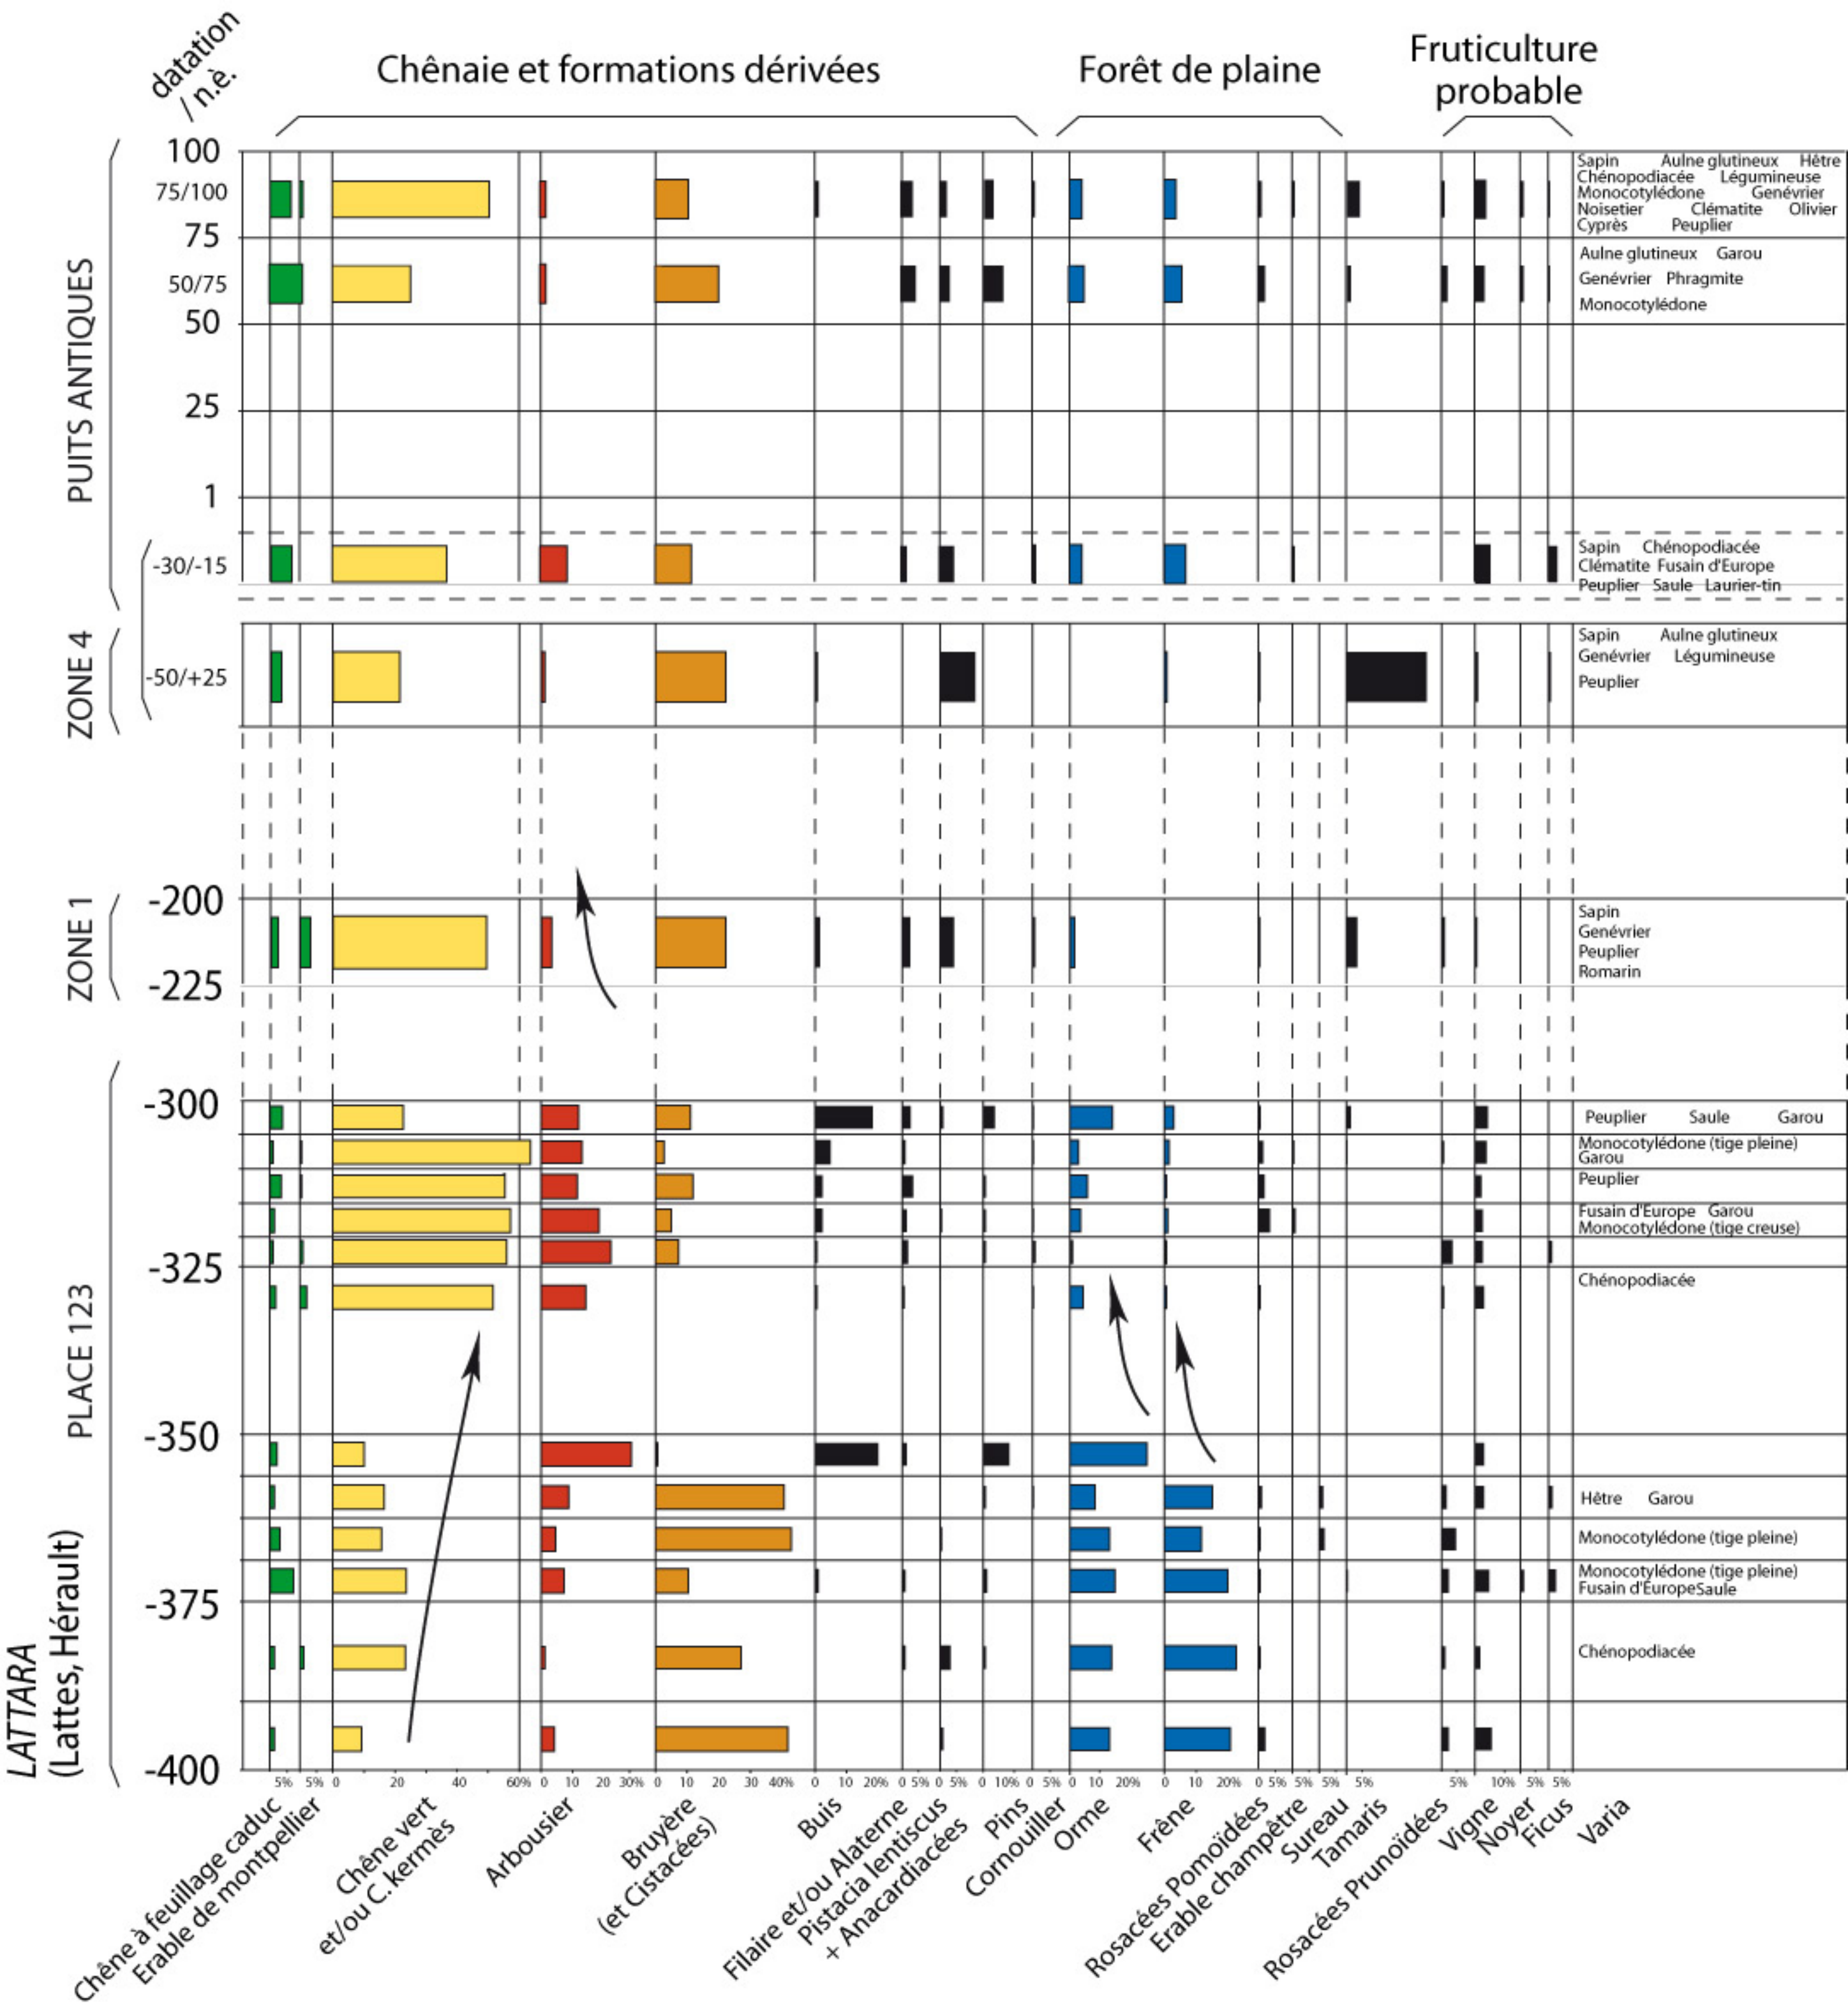 datation
/ n.è.
Chênaie et formations dérivées
Forêt de plaine
Fruticulture
probable
PUITS ANTIQUES
100
75/100
75
50/75
50
25
1
-30/-15
Sapin Aulne glutineux Hêtre
Chénopodiacée Légumineuse
Monocotylédone Genévrier
Noisetier Clématite Olivier
Cyprès Peuplier
Aulne glutineux Garou
Genévrier Phragmite
Monocotylédone
Sapin Chénopodiacée
Clématite Fusain d'Europe
Peuplier Saule Laurier-tin
ZONE 4
-50/+25
Sapin Aulne glutineux
Genévrier Légumineuse
Peuplier
ZONE 1
-200
-225
Sapin
Genévrier
Peuplier
Romarin
PLACE 123
-300
Peuplier Saule Garou
Monocotylédone (tige pleine)
Garou
Peuplier
Fusain d'Europe Garou
Monocotylédone (tige creuse)
-325
Chénopodiacée
-350
Hêtre Garou
Monocotylédone (tige pleine)
Monocotylédone (tige pleine)
Fusain d'EuropeSaule
-375
Chénopodiacée
-400
LATTARA
(Lattes, Hérault)
5% 5% 0 20 40 60% 0 10 20 30% 0 10 20 30 40% 0 10 20% 0 5% 0 5% 0 10% 0 5% 0 10 20% 0 10 20% 0 5% 5% 5% 5% 5% 10% 5% 5%
Chêne à feuillage caduc
Erable de montpellier
Chêne vert
et/ou C. kermès
Arbousier
Bruyère
(et Cistacées)
Buis
Filaire et/ou Alaterne
Pistacia lentiscus
+ Anacardiacées
Pins
Cornouiller
Orme
Frêne
Rosacées Pomoïdées
Erable champêtre
Sureau
Tamaris
Rosacées Prunoïdées
Vigne
Noyer
Ficus
Varia